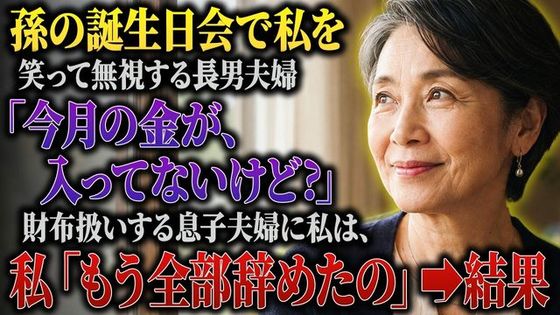 孫の誕生日会で私を
笑って無視する長男夫婦
「今月の金が、
入ってないけど?」
財布扱いする息子夫婦に私は、
私「もう全部辞めたの」➡結果